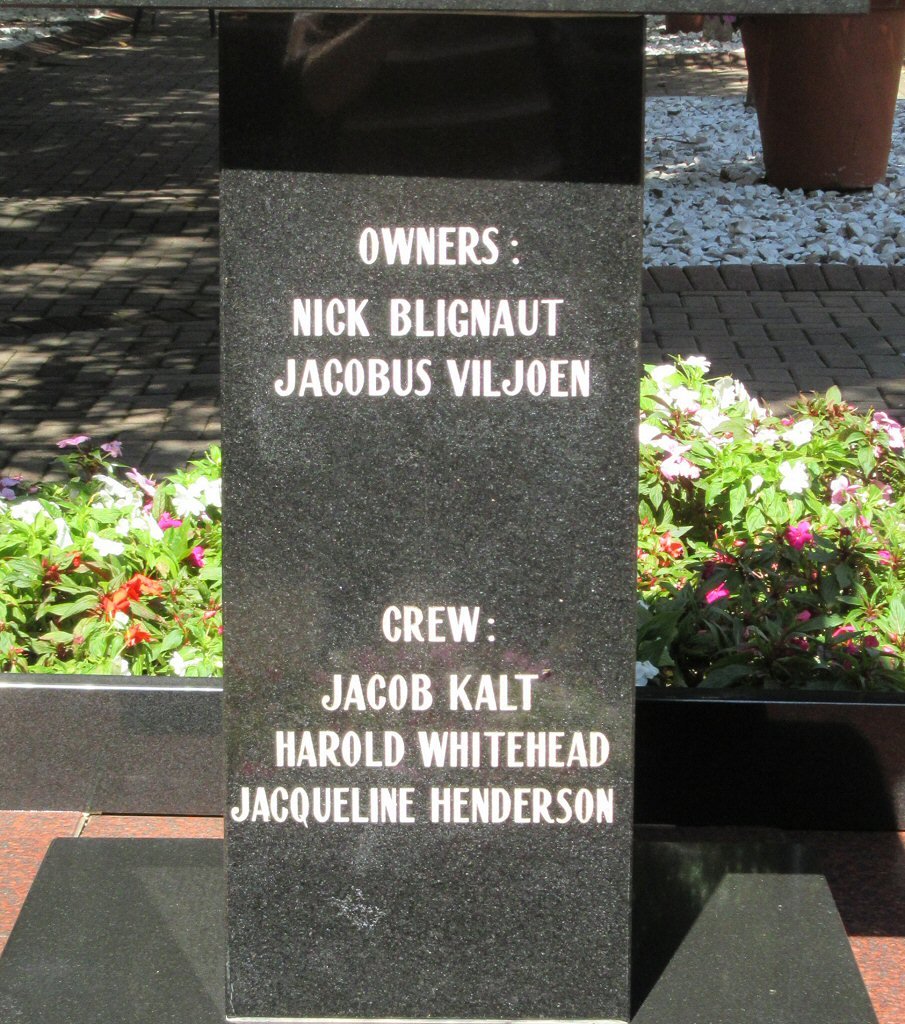 OWNERS:
NICK BLIGNAUT
JACOBUS VILJOEN
CREW:
JACOB KALT
HAROLD WHITEHEAD
JACQUELINE HENDERSON